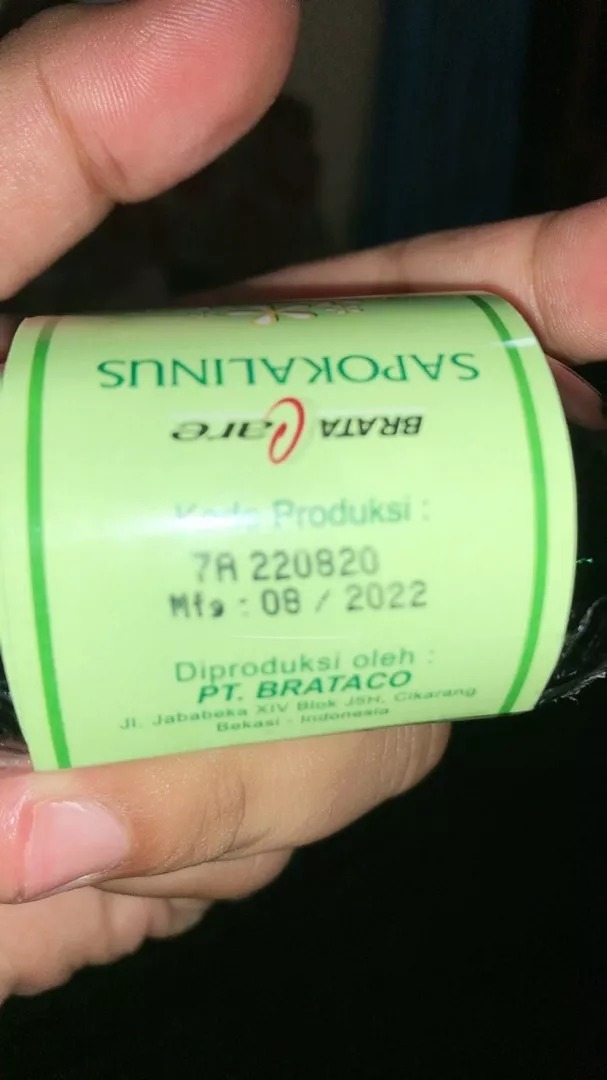 SAPOKALINUS
BRATA Care
Kode Produksi :
7A 220820
Mfg : 08 / 2022
Diproduksi oleh :
PT. BRATACO
Jl. Jababeka XIV Blok J5H, Cikarang
Bekasi - Indonesia